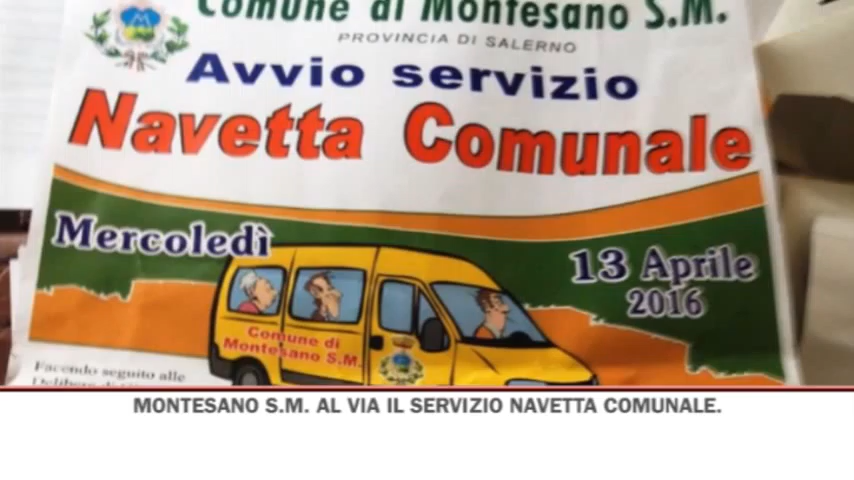 Comune di Montesano S.M.
PROVINCIA DI SALERNO
Avvio servizio
Navetta Comunale
Mercoledì
13 Aprile
2016
Comune di
Montesano S.M.
Facendo seguito alle
MONTESANO S.M. AL VIA IL SERVIZIO NAVETTA COMUNALE.